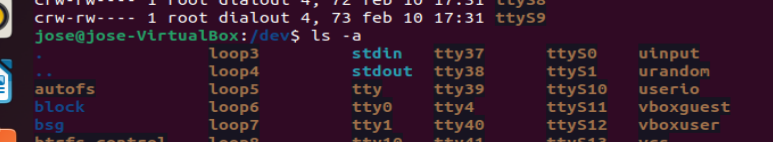 crw-rw---- 1 root dialout 4, 72 feb 10 17:31 ttyS8
crw-rw---- 1 root dialout 4, 73 feb 10 17:31 ttyS9
jose@jose-VirtualBox:/dev$ ls -a
. loop3 stdin tty37 ttyS0 uinput
.. loop4 stdout tty38 ttyS1 urandom
autofs loop5 tty tty39 ttyS10 userio
block loop6 tty0 tty4 ttyS11 vboxguest
bsg loop7 tty1 tty40 ttyS12 vboxuser
btrfs-control loop8 tty10 tty41 ttyS13 vcs